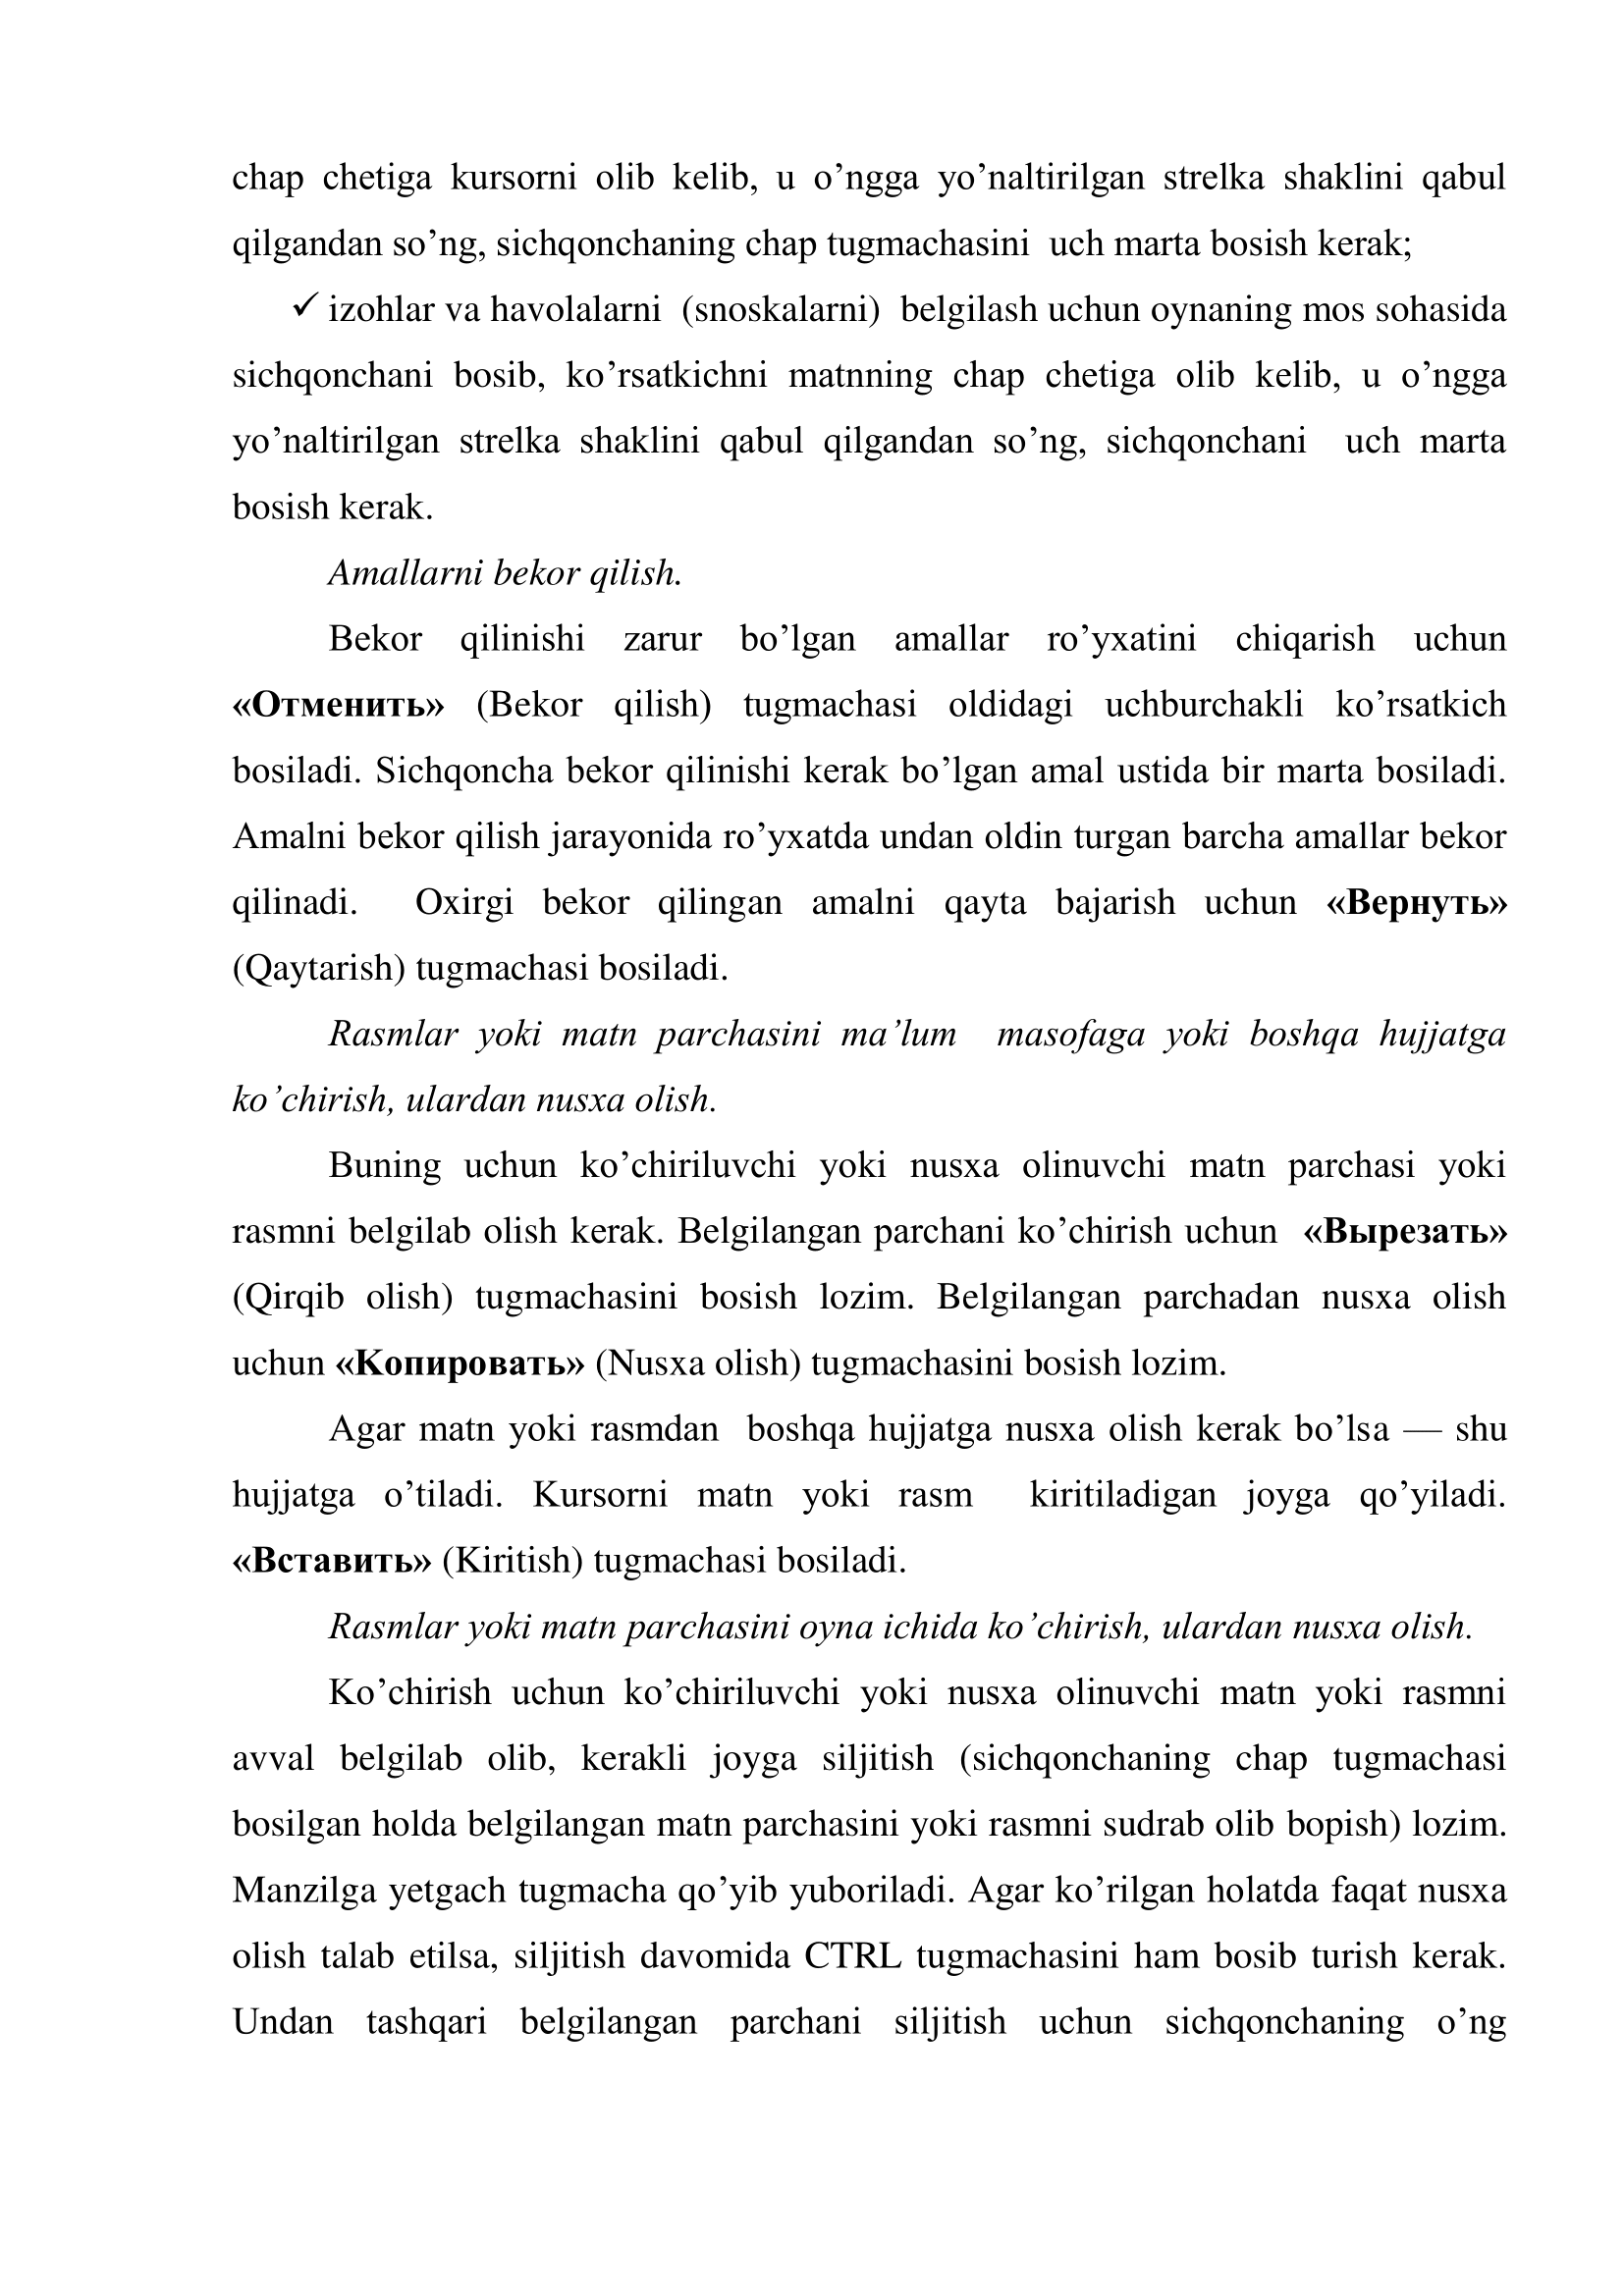 chap chetiga kursorni olib kelib, u o’ngga yo’naltirilgan strelka shaklini qabul
qilgandan so’ng, sichqonchaning chap tugmachasini  uch marta bosish kerak;
✓ izohlar va havolalarni  (snoskalarni)  belgilash uchun oynaning mos sohasida
sichqonchani bosib, ko’rsatkichni matnning chap chetiga olib kelib, u o’ngga
yo’naltirilgan strelka shaklini qabul qilgandan so’ng, sichqonchani  uch marta
bosish kerak.
Amallarni bekor qilish.
Bekor qilinishi zarur bo’lgan amallar ro’yxatini chiqarish uchun
«Отменить» (Bekor qilish) tugmachasi oldidagi uchburchakli ko’rsatkich
bosiladi. Sichqoncha bekor qilinishi kerak bo’lgan amal ustida bir marta bosiladi.
Amalni bekor qilish jarayonida ro’yxatda undan oldin turgan barcha amallar bekor
qilinadi.  Oxirgi bekor qilingan amalni qayta bajarish uchun «Вернуть»
(Qaytarish) tugmachasi bosiladi.
Rasmlar yoki matn parchasini ma’lum  masofaga yoki boshqa hujjatga
ko’chirish, ulardan nusxa olish.
Buning uchun ko’chiriluvchi yoki nusxa olinuvchi matn parchasi yoki
rasmni belgilab olish kerak. Belgilangan parchani ko’chirish uchun  «Вырезать»
(Qirqib olish) tugmachasini bosish lozim. Belgilangan parchadan nusxa olish
uchun «Копировать» (Nusxa olish) tugmachasini bosish lozim.
Agar matn yoki rasmdan  boshqa hujjatga nusxa olish kerak bo’lsa — shu
hujjatga o’tiladi. Kursorni matn yoki rasm  kiritiladigan joyga qo’yiladi.
«Вставить» (Kiritish) tugmachasi bosiladi.
Rasmlar yoki matn parchasini oyna ichida ko’chirish, ulardan nusxa olish.
Ko’chirish uchun ko’chiriluvchi yoki nusxa olinuvchi matn yoki rasmni
avval belgilab olib, kerakli joyga siljitish (sichqonchaning chap tugmachasi
bosilgan holda belgilangan matn parchasini yoki rasmni sudrab olib bopish) lozim.
Manzilga yetgach tugmacha qo’yib yuboriladi. Agar ko’rilgan holatda faqat nusxa
olish talab etilsa, siljitish davomida CTRL tugmachasini ham bosib turish kerak.
Undan tashqari belgilangan parchani siljitish uchun sichqonchaning o’ng